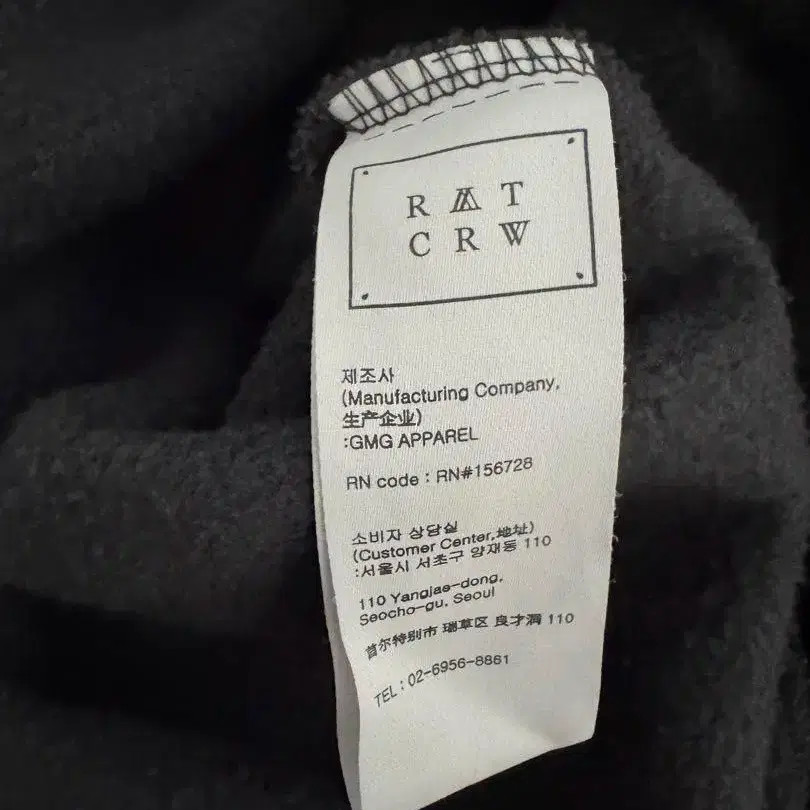 R A T
C R W
제조사
(Manufacturing Company,
生产企业)
:GMG APPAREL
RN code : RN#156728
소비자 상담실
(Customer Center,地址)
:서울시 서초구 양재동 110
110 Yangjae-dong,
Seocho-gu, Seoul
首尔特别市 瑞草区 良才洞 110
TEL : 02-6956-8861